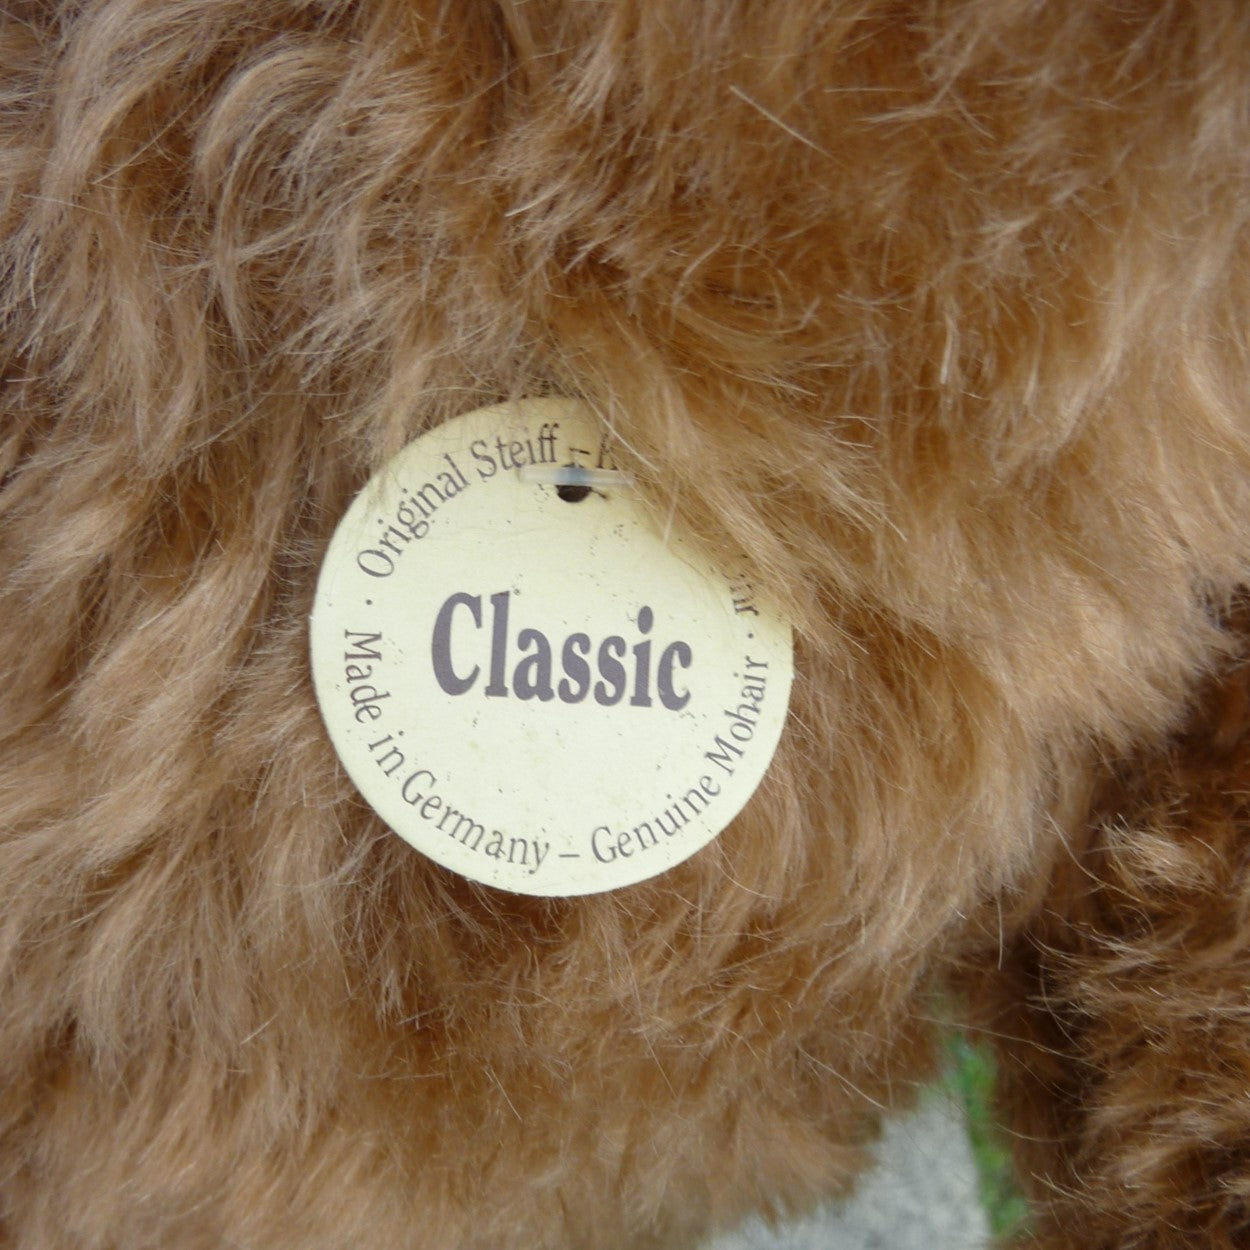 · Original Steiff –
Classic
Made in Germany – Genuine Mohair ·